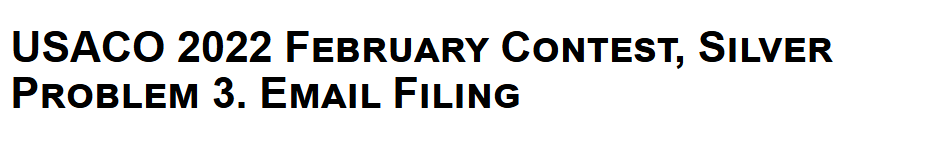 USACO 2022 February Contest, Silver
Problem 3. Email Filing